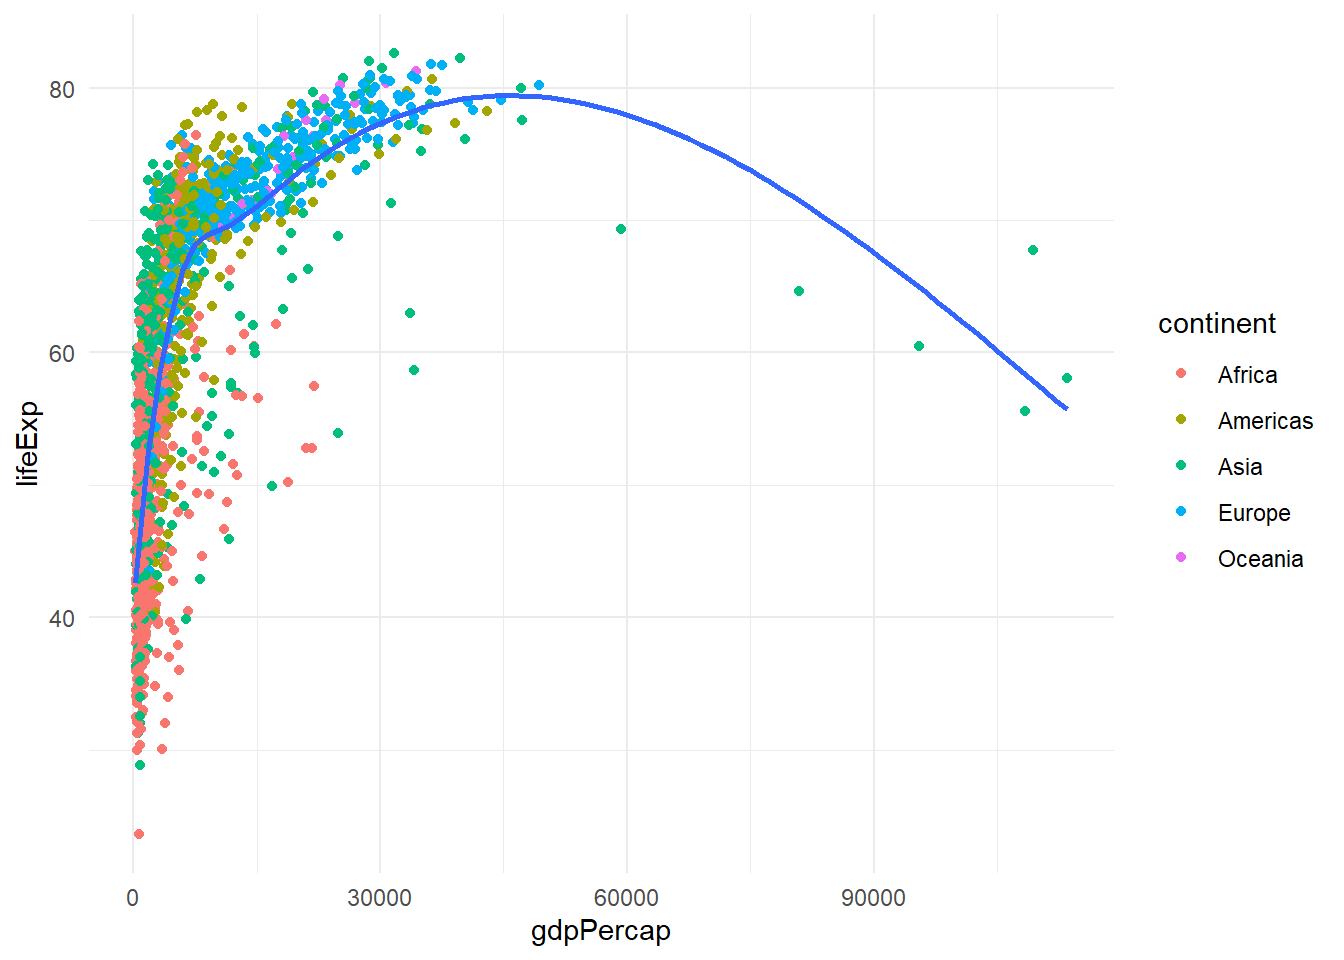 80
60
40
lifeExp
0
30000
60000
90000
gdpPercap
continent
Africa
Americas
Asia
Europe
Oceania